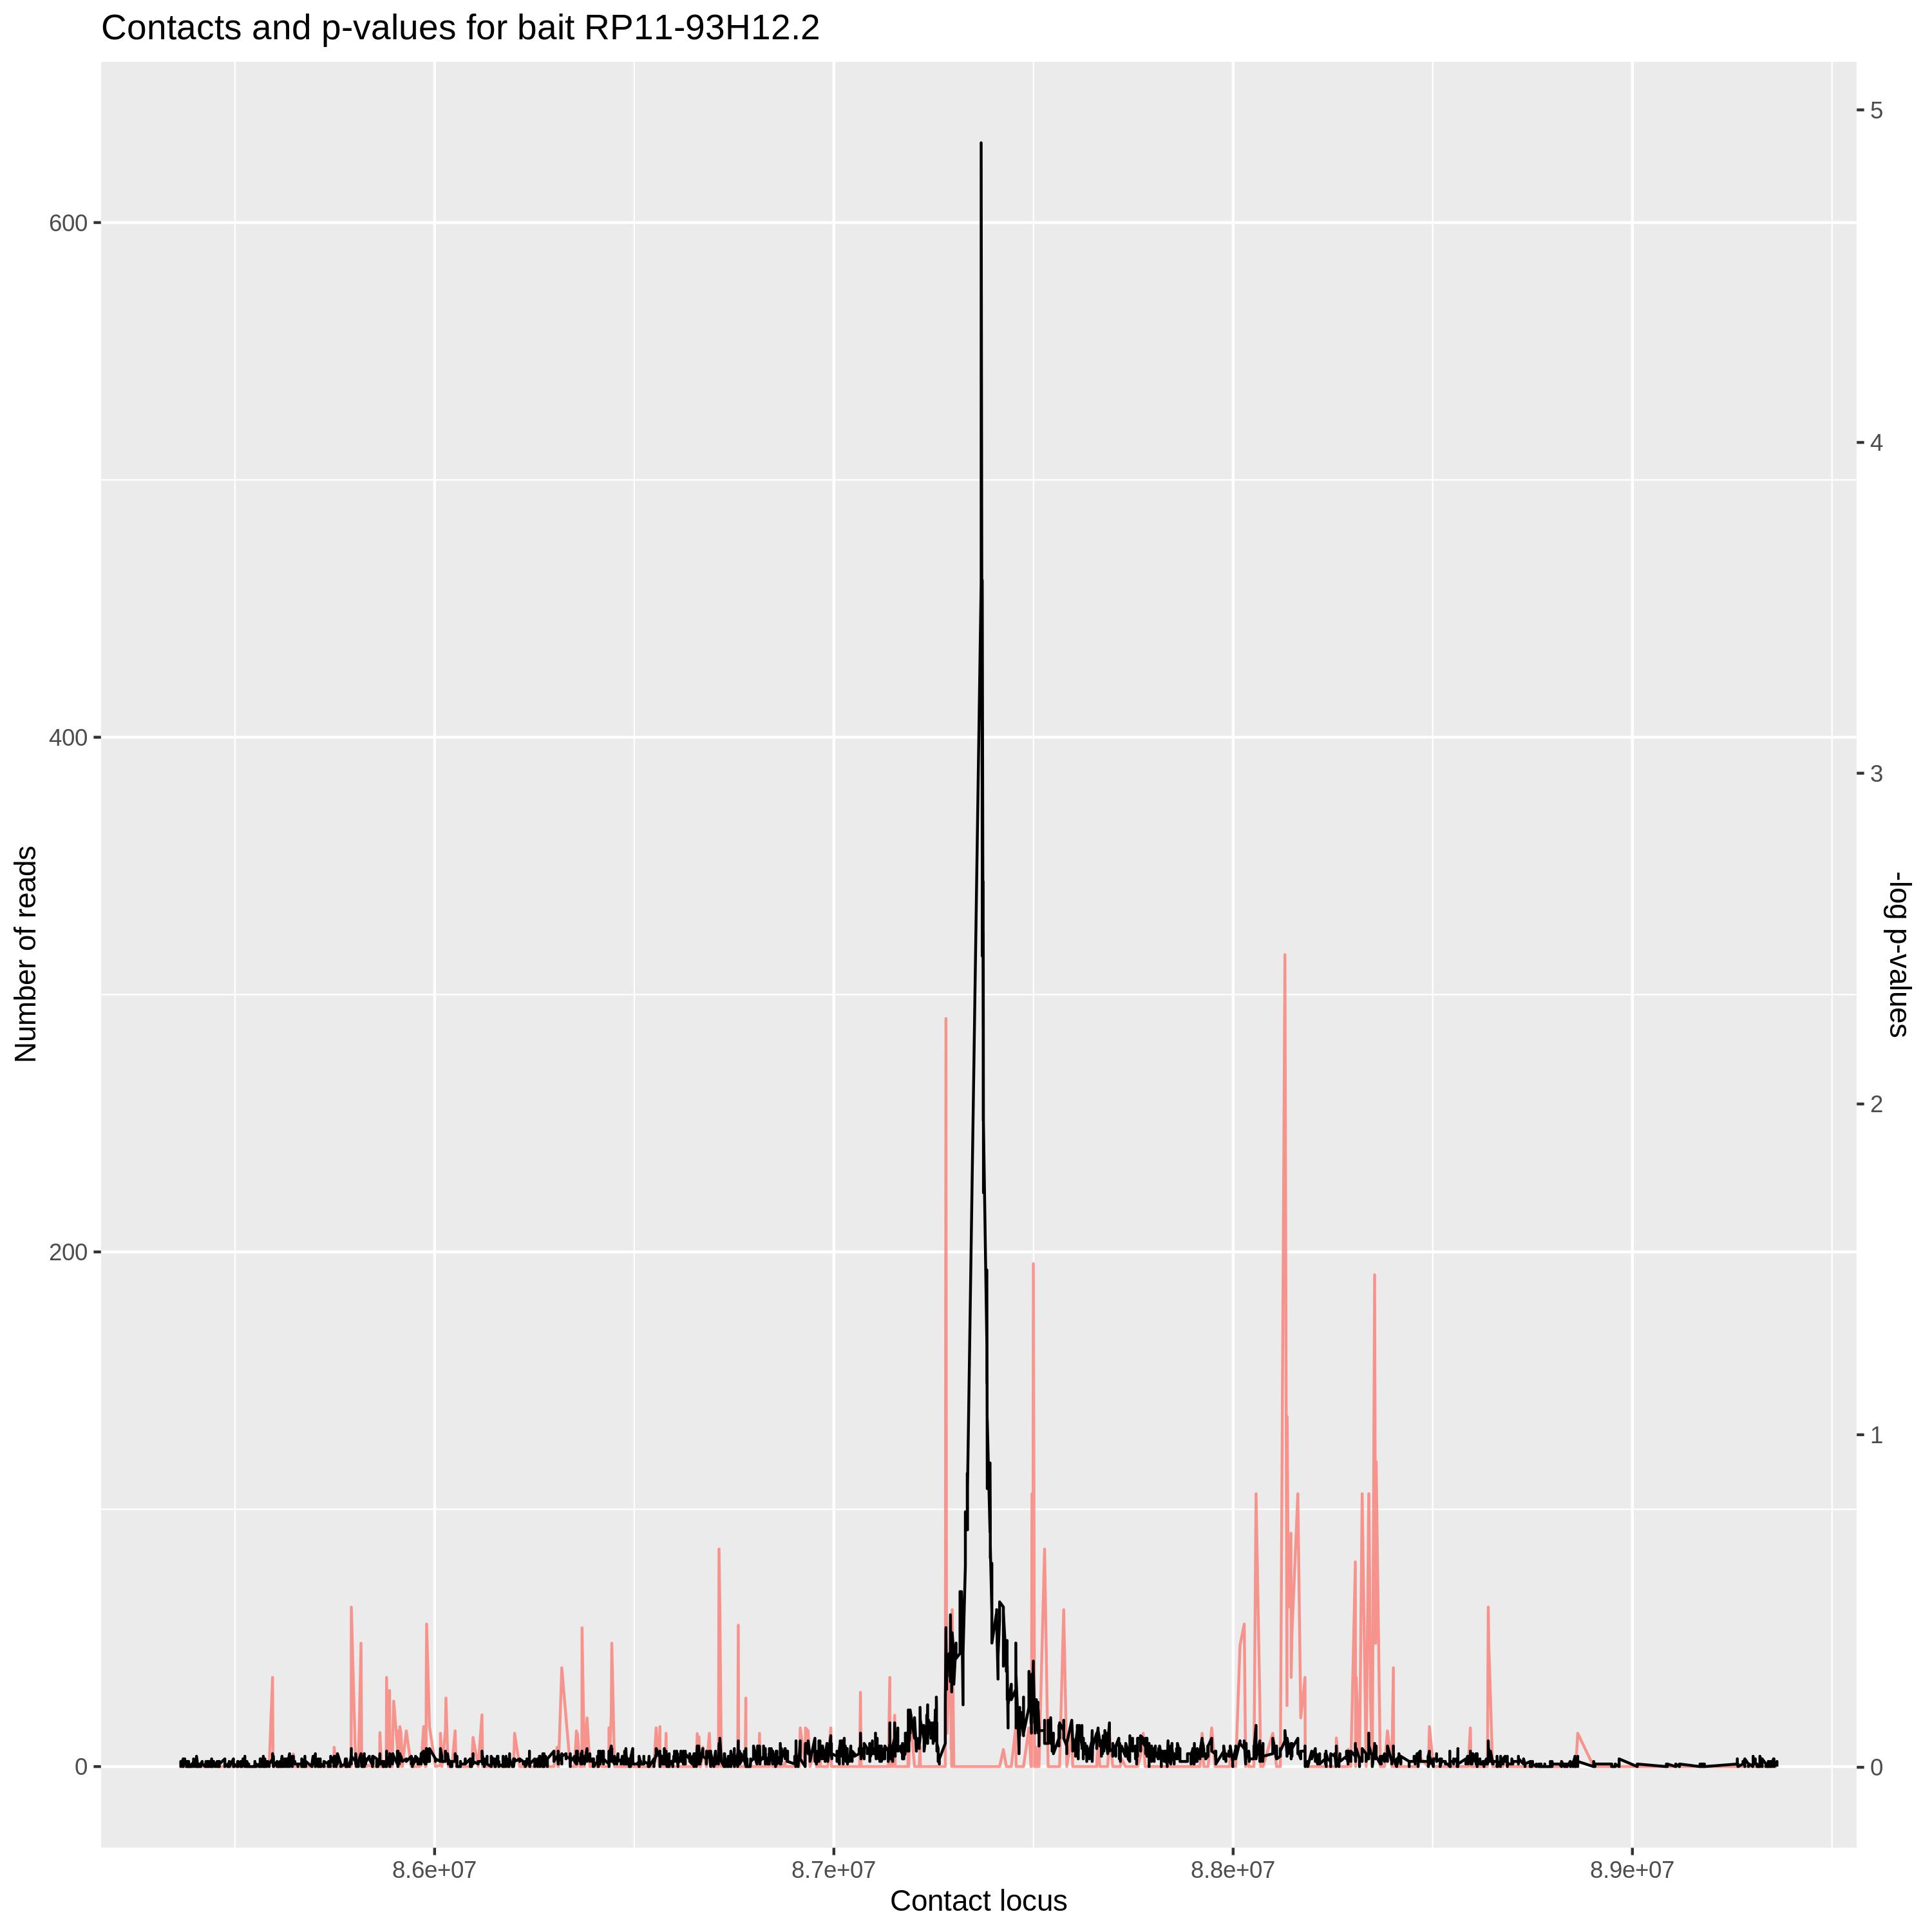 Contacts and p-values for bait RP11-93H12.2
600
400
200
0
Number of reads
5
4
3
2
1
0
-log p-values
8.6e+07
8.7e+07
8.8e+07
8.9e+07
Contact locus